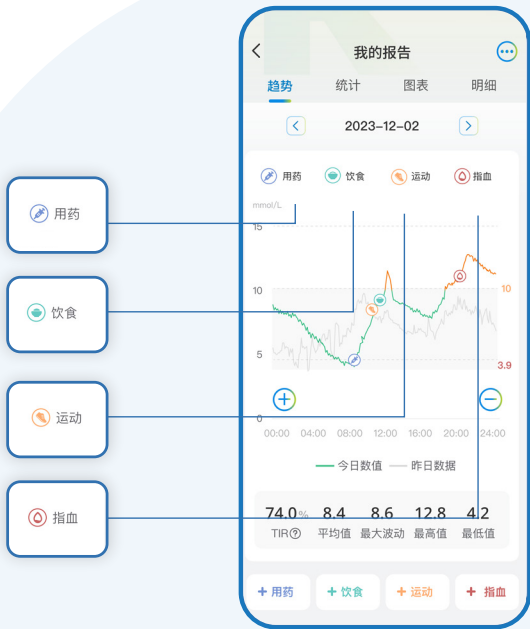 我的报告
趋势 统计 图表 明细
2023-12-02
用药 饮食 运动 指血
mmol/L
15
10
10
5
3.9
0
00:00 04:00 08:00 12:00 16:00 20:00 24:00
今日数值 昨日数据
74.0% 8.4 8.6 12.8 4.2
TIR? 平均值 最大波动 最高值 最低值
+ 用药 + 饮食 + 运动 + 指血
用药
饮食
运动
指血